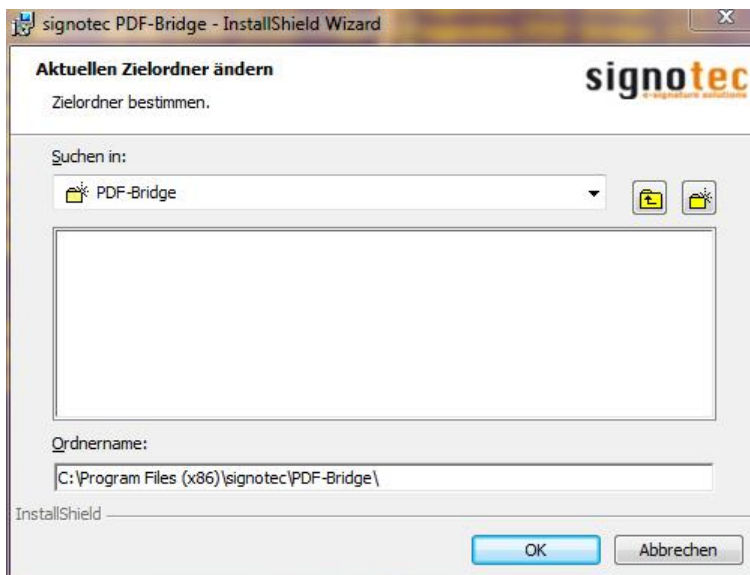 signotec PDF-Bridge - InstallShield Wizard
Aktuellen Zielordner ändern
Zielordner bestimmen.
signotec
e-signature solutions
Suchen in:
PDF-Bridge
Ordnername:
C:\Program Files (x86)\signotec\PDF-Bridge\
InstallShield
OK
Abbrechen